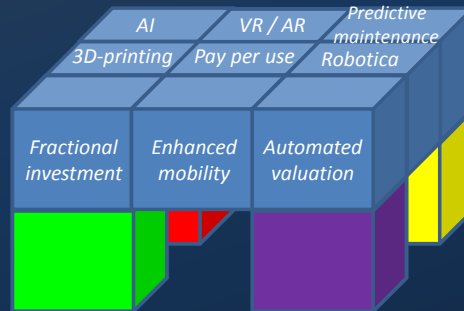 AI VR / AR Predictive
maintenance
3D-printing Pay per use Robotica
Fractional Enhanced Automated
investment mobility valuation